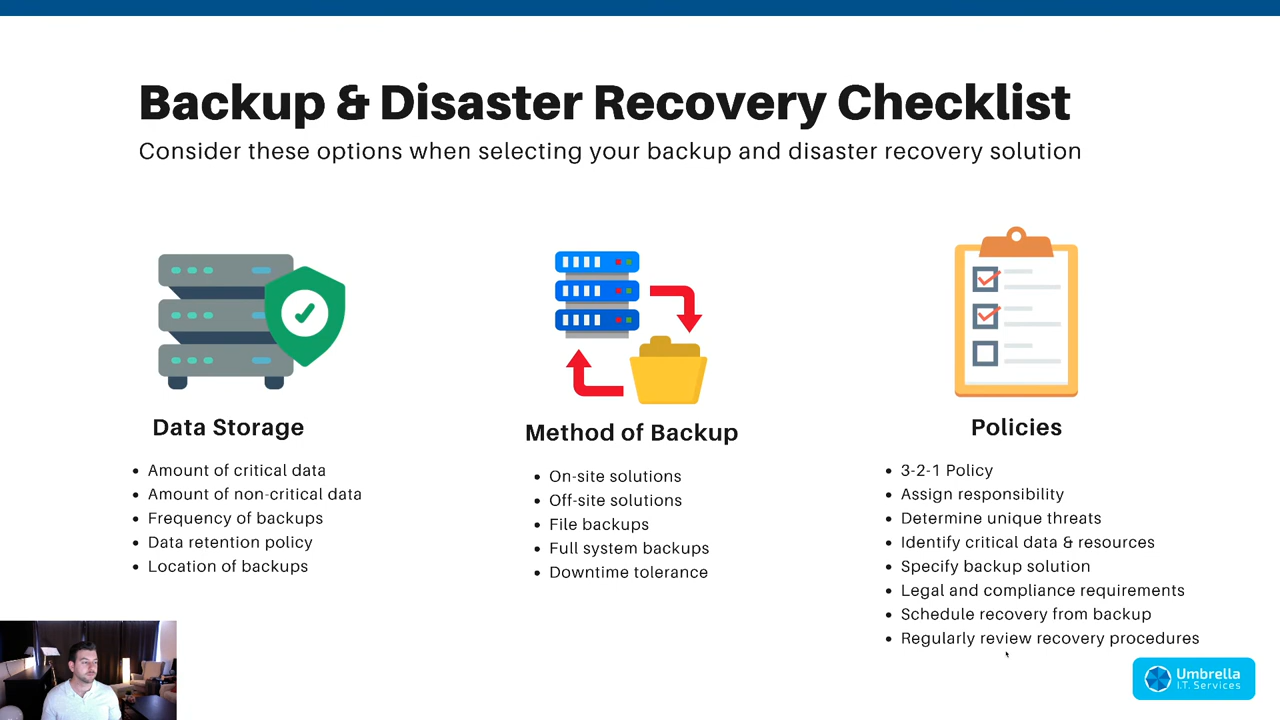 Backup & Disaster Recovery Checklist
Consider these options when selecting your backup and disaster recovery solution
Data Storage
• Amount of critical data
• Amount of non-critical data
• Frequency of backups
• Data retention policy
• Location of backups
Method of Backup
• On-site solutions
• Off-site solutions
• File backups
• Full system backups
• Downtime tolerance
Policies
• 3-2-1 Policy
• Assign responsibility
• Determine unique threats
• Identify critical data & resources
• Specify backup solution
• Legal and compliance requirements
• Schedule recovery from backup
• Regularly review recovery procedures
Umbrella
I.T. Services